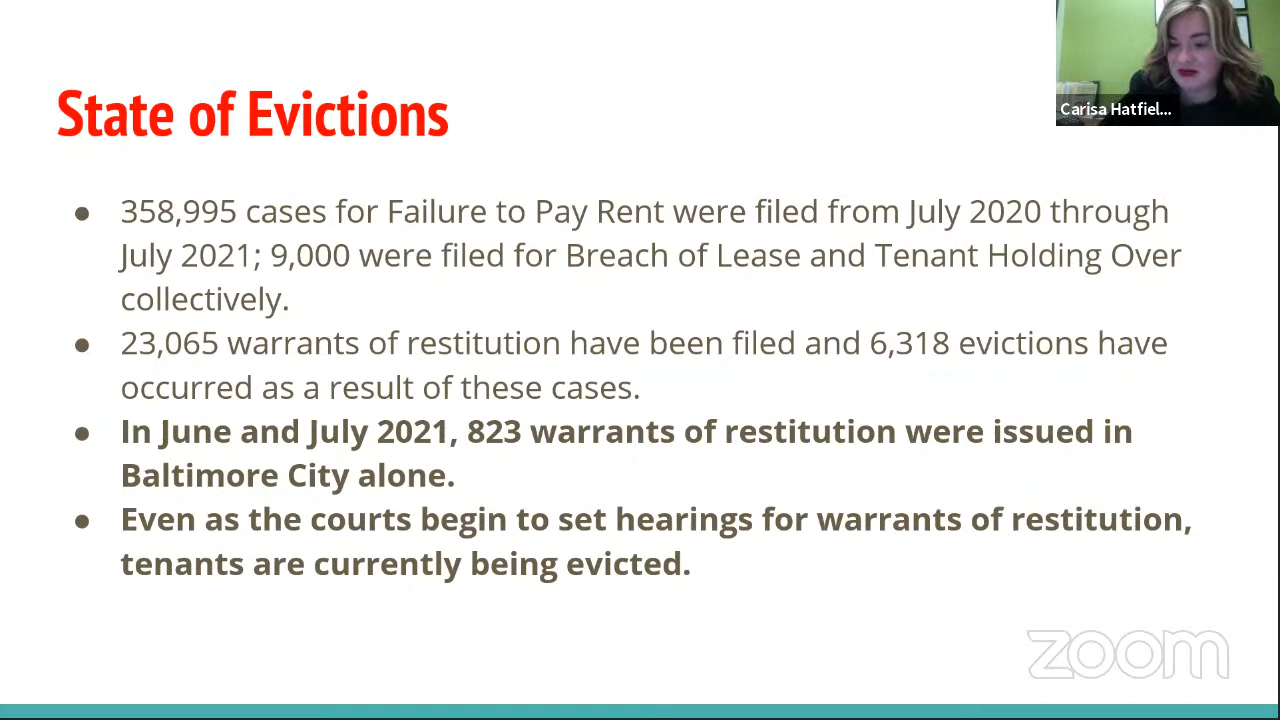 Carisa Hatfiel...
State of Evictions
● 358,995 cases for Failure to Pay Rent were filed from July 2020 through
July 2021; 9,000 were filed for Breach of Lease and Tenant Holding Over
collectively.
● 23,065 warrants of restitution have been filed and 6,318 evictions have
occurred as a result of these cases.
● In June and July 2021, 823 warrants of restitution were issued in
Baltimore City alone.
● Even as the courts begin to set hearings for warrants of restitution,
tenants are currently being evicted.
zoom